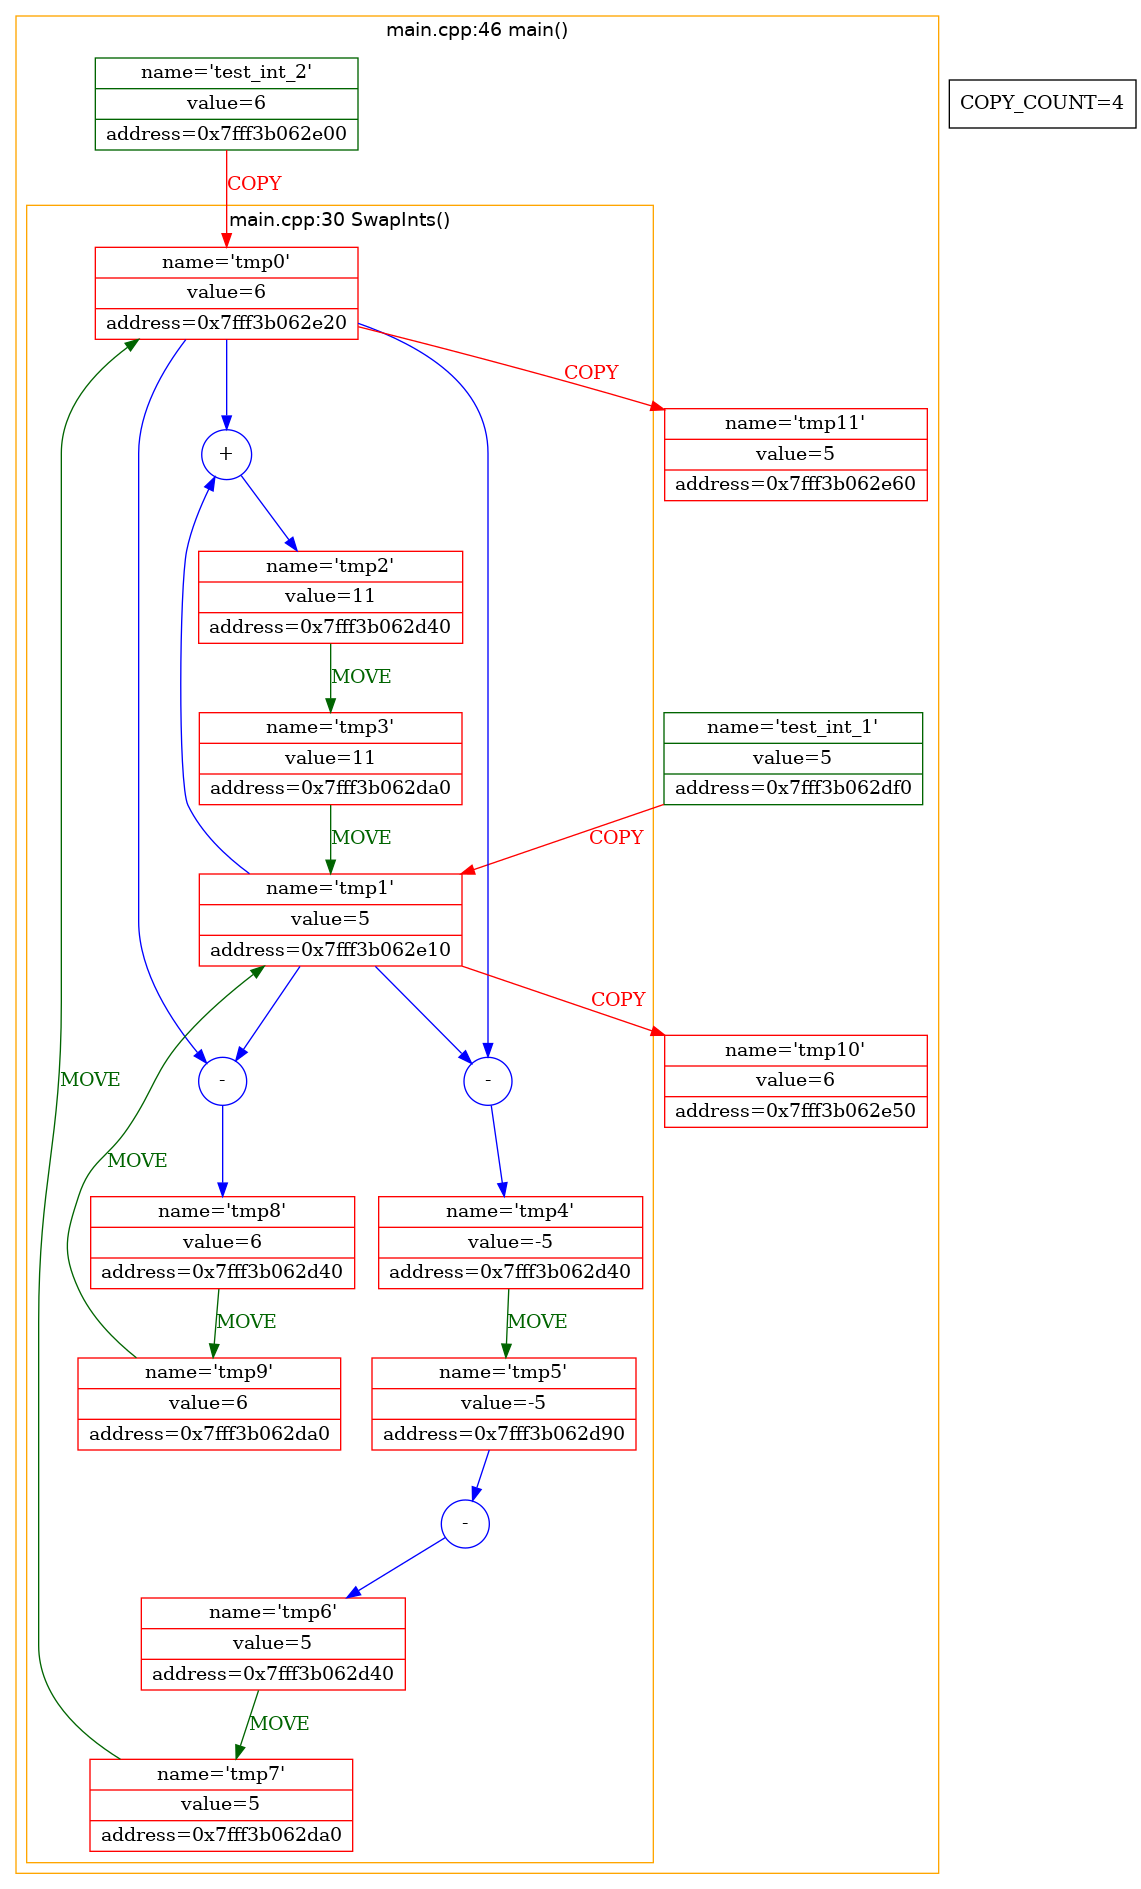 main.cpp:46 main()
name='test_int_2'
value=6
address=0x7fff3b062e00
COPY_COUNT=4
COPY
main.cpp:30 SwapInts()
name='tmp0'
value=6
address=0x7fff3b062e20
COPY
name='tmp11'
value=5
address=0x7fff3b062e60
+
name='tmp2'
value=11
address=0x7fff3b062d40
MOVE
name='tmp3'
value=11
address=0x7fff3b062da0
name='test_int_1'
value=5
address=0x7fff3b062df0
MOVE
COPY
name='tmp1'
value=5
address=0x7fff3b062e10
COPY
name='tmp10'
value=6
address=0x7fff3b062e50
-
-
MOVE
MOVE
name='tmp8'
value=6
address=0x7fff3b062d40
name='tmp4'
value=-5
address=0x7fff3b062d40
MOVE
MOVE
name='tmp9'
value=6
address=0x7fff3b062da0
name='tmp5'
value=-5
address=0x7fff3b062d90
-
name='tmp6'
value=5
address=0x7fff3b062d40
MOVE
name='tmp7'
value=5
address=0x7fff3b062da0